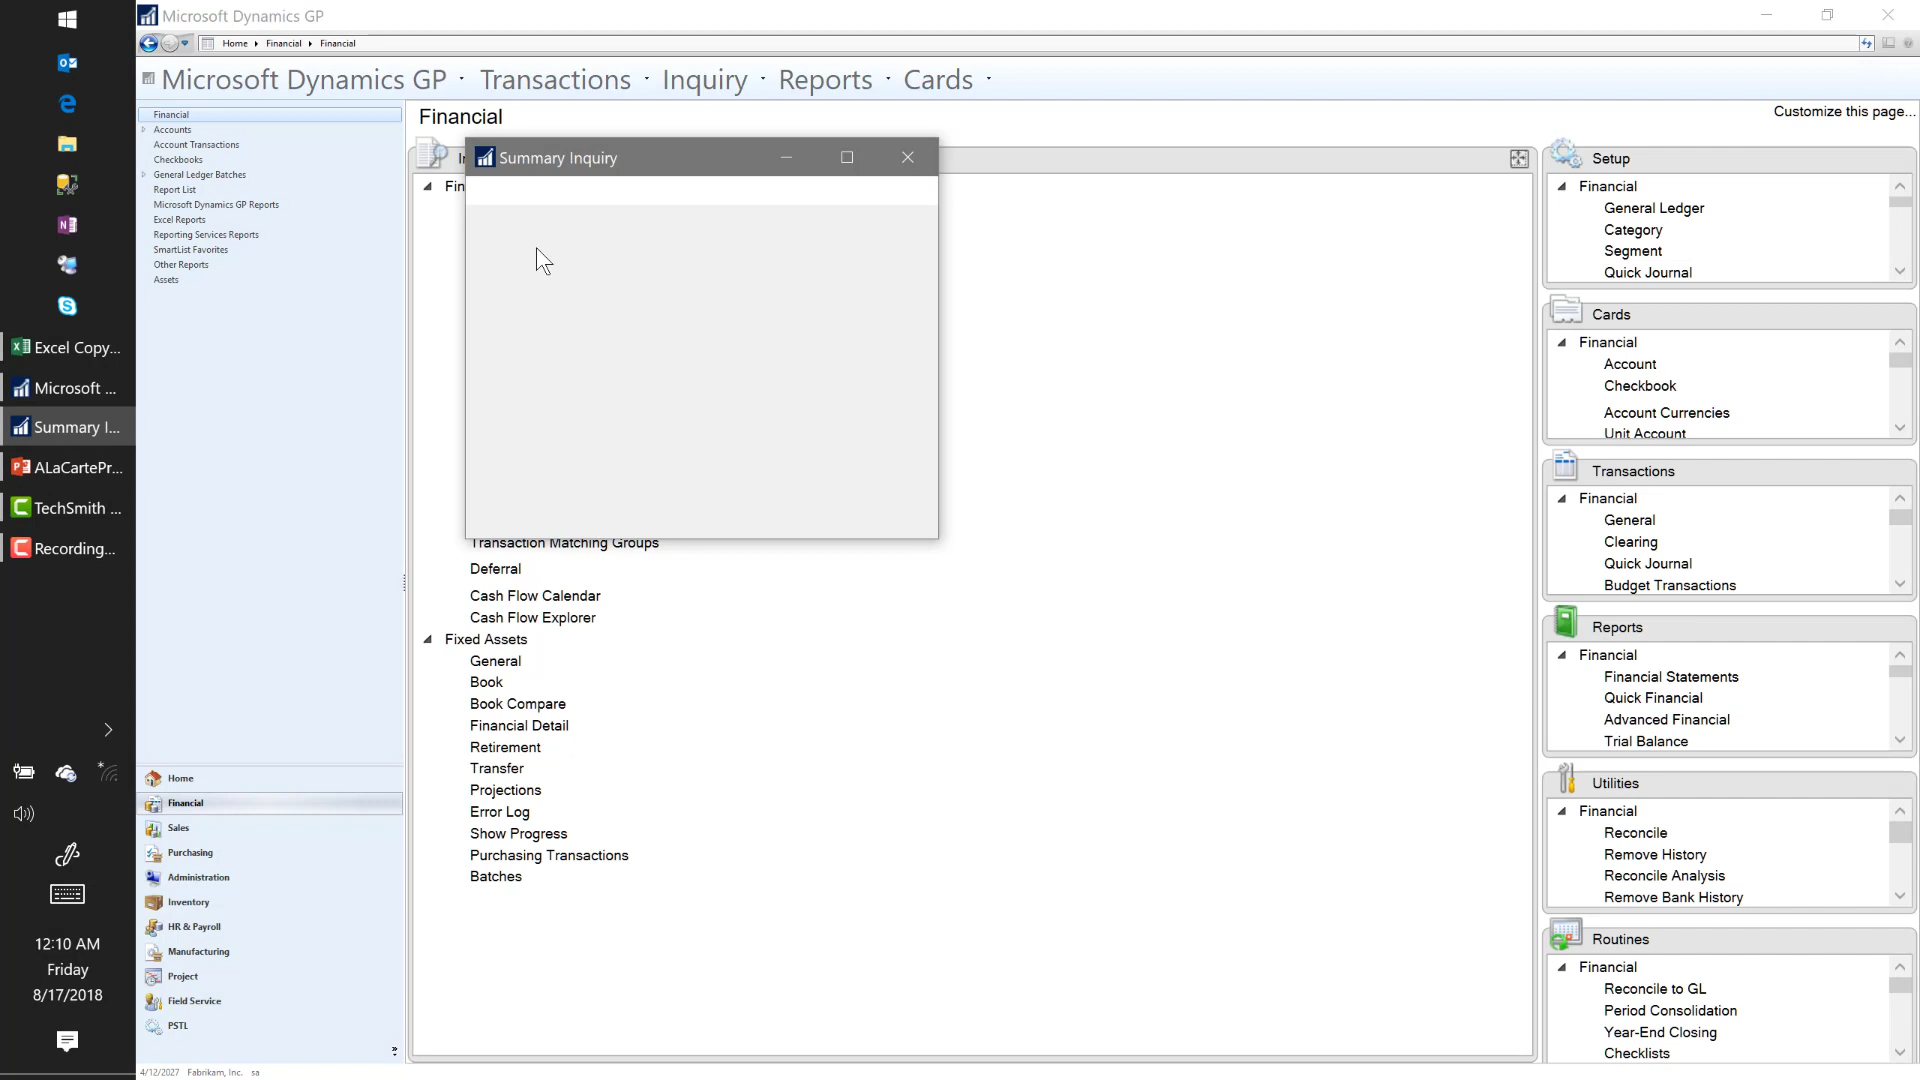 Microsoft Dynamics GP
Home Financial Financial
Microsoft Dynamics GP Transactions Inquiry Reports Cards
Financial
Accounts
Account Transactions
Checkbooks
General Ledger Batches
Report List
Microsoft Dynamics GP Reports
Excel Reports
Reporting Services Reports
SmartList Favorites
Other Reports
Assets
Home
Financial
Sales
Purchasing
Administration
Inventory
HR & Payroll
Manufacturing
Project
Field Service
PSTL
4/12/2027 Fabrikam, Inc. sa
Excel Copy...
Microsoft ...
Summary I...
ALaCartePr...
TechSmith ...
Recording...
12:10 AM
Friday
8/17/2018
Financial
Customize this page...
Summary Inquiry
Fin
Transaction Matching Groups
Deferral
Cash Flow Calendar
Cash Flow Explorer
Fixed Assets
General
Book
Book Compare
Financial Detail
Retirement
Transfer
Projections
Error Log
Show Progress
Purchasing Transactions
Batches
Setup
Financial
General Ledger
Category
Segment
Quick Journal
Cards
Financial
Account
Checkbook
Account Currencies
Unit Account
Transactions
Financial
General
Clearing
Quick Journal
Budget Transactions
Reports
Financial
Financial Statements
Quick Financial
Advanced Financial
Trial Balance
Utilities
Financial
Reconcile
Remove History
Reconcile Analysis
Remove Bank History
Routines
Financial
Reconcile to GL
Period Consolidation
Year-End Closing
Checklists